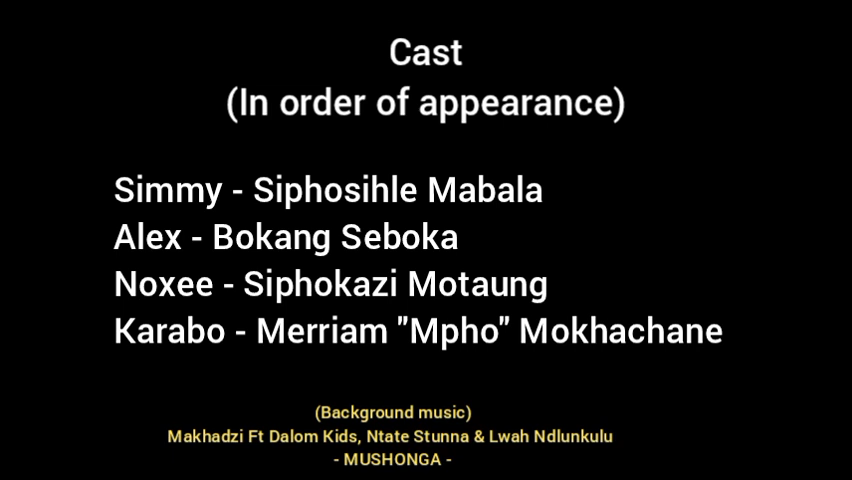 Cast
(In order of appearance)
Simmy - Siphosihle Mabala
Alex - Bokang Seboka
Noxee - Siphokazi Motaung
Karabo - Merriam "Mpho" Mokhachane
(Background music)
Makhadzi Ft Dalom Kids, Ntate Stunna & Lwah Ndlunkulu
- MUSHONGA -